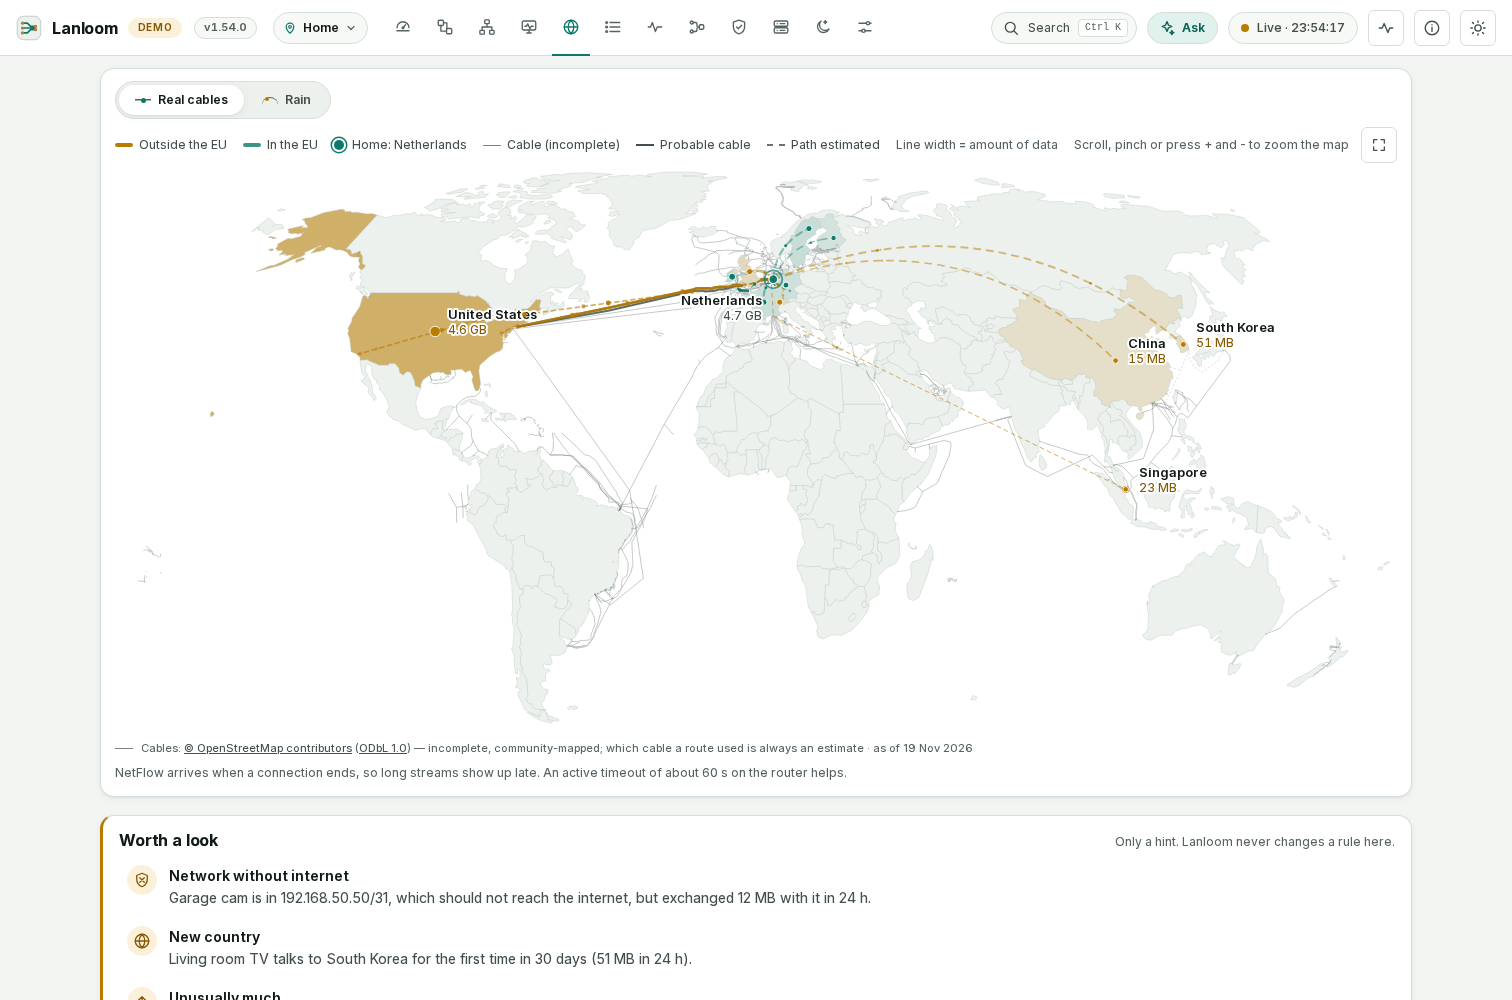 Lanloom DEMO v1.54.0 Home Search Ctrl K Ask Live · 23:54:17
Real cables Rain
Outside the EU In the EU Home: Netherlands Cable (incomplete) Probable cable Path estimated Line width = amount of data Scroll, pinch or press + and - to zoom the map
Netherlands
4.7 GB
United States
4.6 GB
South Korea
51 MB
China
15 MB
Singapore
23 MB
Cables: © OpenStreetMap contributors (ODbL 1.0) — incomplete, community-mapped; which cable a route used is always an estimate · as of 19 Nov 2026
NetFlow arrives when a connection ends, so long streams show up late. An active timeout of about 60 s on the router helps.
Worth a look
Only a hint. Lanloom never changes a rule here.
Network without internet
Garage cam is in 192.168.50.50/31, which should not reach the internet, but exchanged 12 MB with it in 24 h.
New country
Living room TV talks to South Korea for the first time in 30 days (51 MB in 24 h).
Unusually much